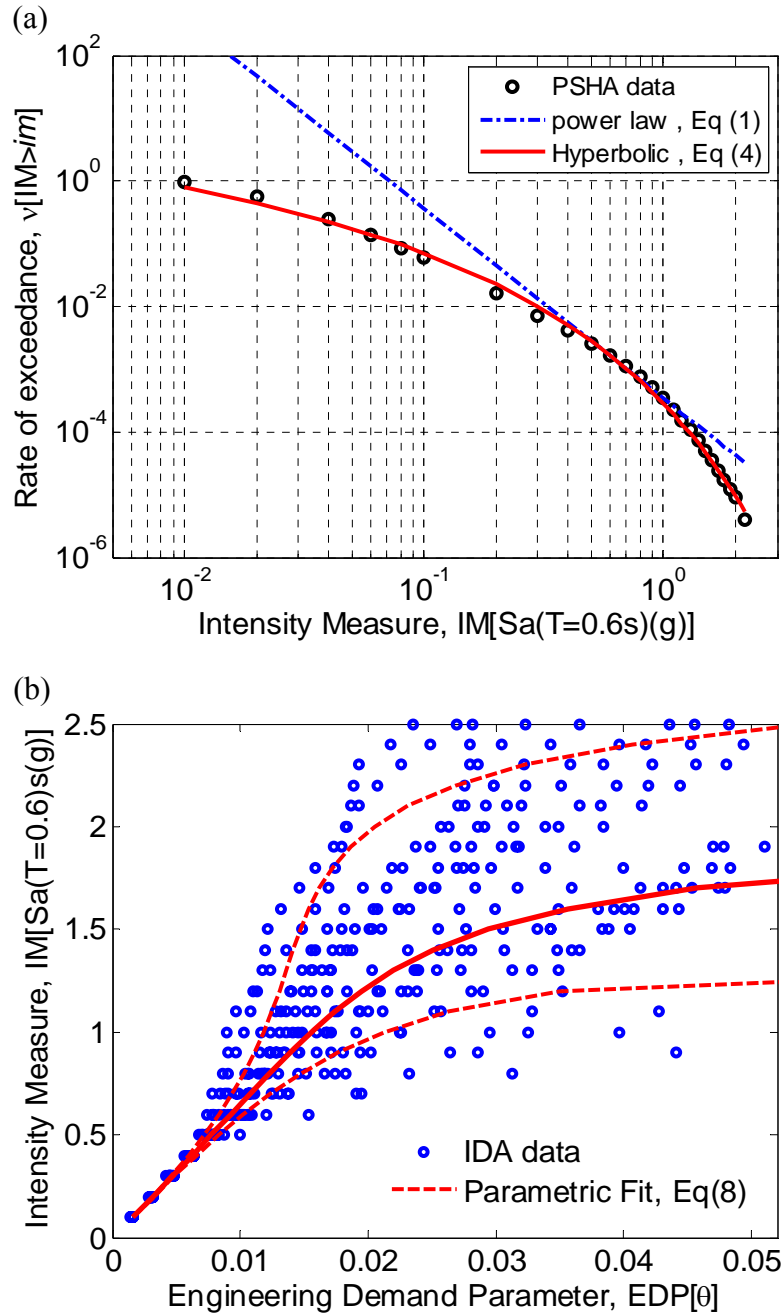 (a)
10^2
10^0
10^-2
10^-4
10^-6
Rate of exceedance, ν[IM>im]
PSHA data
power law , Eq (1)
Hyperbolic , Eq (4)
10^-2 10^-1 10^0
Intensity Measure, IM[Sa(T=0.6s)(g)]
(b)
2.5
2
1.5
1
0.5
0
Intensity Measure, IM[Sa(T=0.6)s(g)]
IDA data
Parametric Fit, Eq(8)
0 0.01 0.02 0.03 0.04 0.05
Engineering Demand Parameter, EDP[θ]